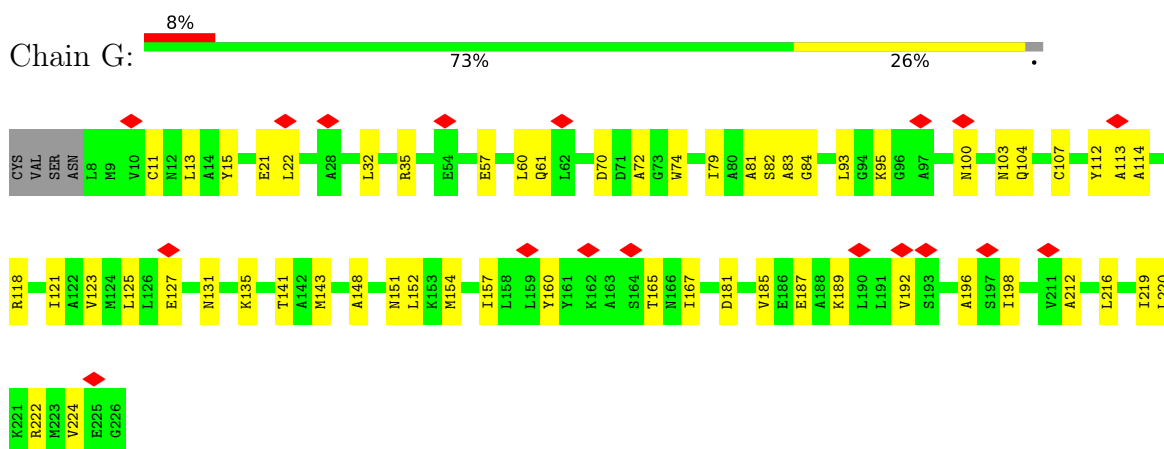 8%
Chain G:
73% 26% •
CYS VAL SER ASN L8 M9 V10 C11 N12 L13 A14 Y15 E21 L22 A28 L32 R35 E54 E57 L60 Q61 L62 D70 D71 A72 G73 W74 I79 A80 A81 S82 A83 G84 L93 G94 K95 G96 A97 N100 N103 Q104 C107 Y112 A113 A114
R118 I121 A122 V123 M124 L125 L126 E127 N131 K135 T141 A142 M143 A148 N151 L152 K153 M154 I157 L158 L159 Y160 Y161 K162 A163 S164 T165 N166 I167 D181 V185 E186 E187 A188 K189 L190 L191 V192 S193 A196 S197 I198 V211 A212 L216 I219 L220
K221 R222 M223 V224 E225 G226